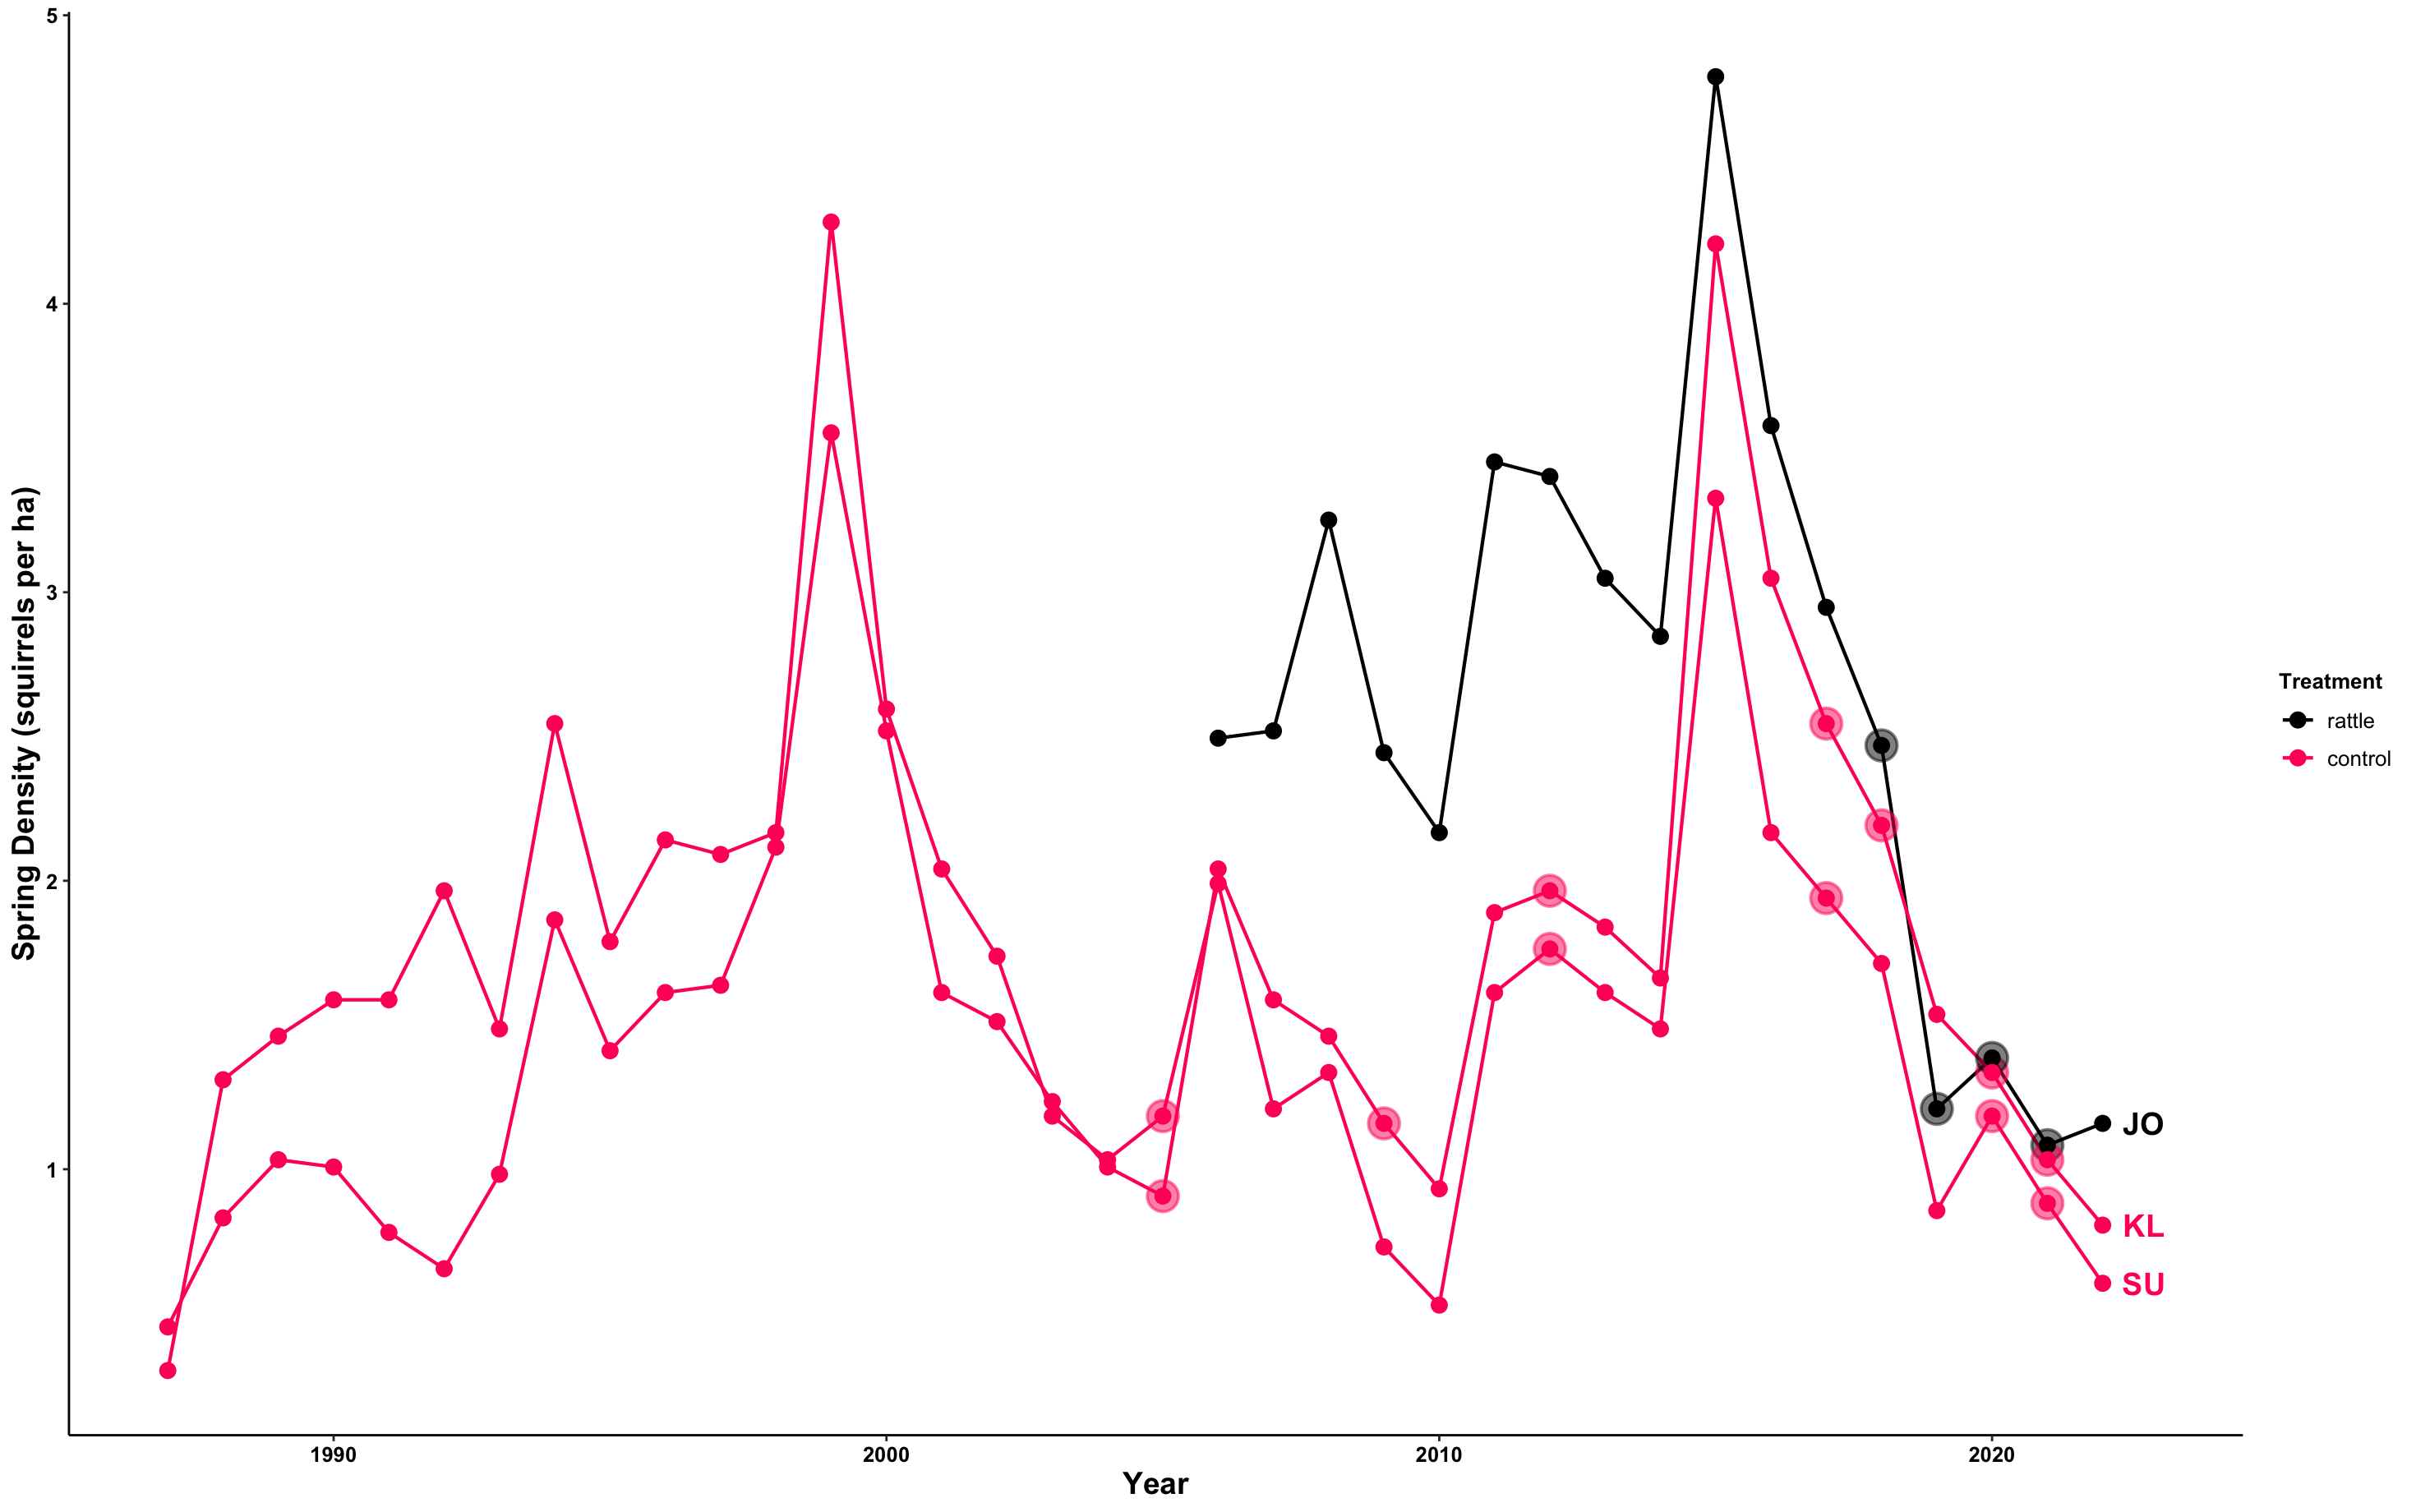 Spring Density (squirrels per ha)
5
4
3
2
1
1990
2000
2010
2020
Year
JO
KL
SU
Treatment
rattle
control